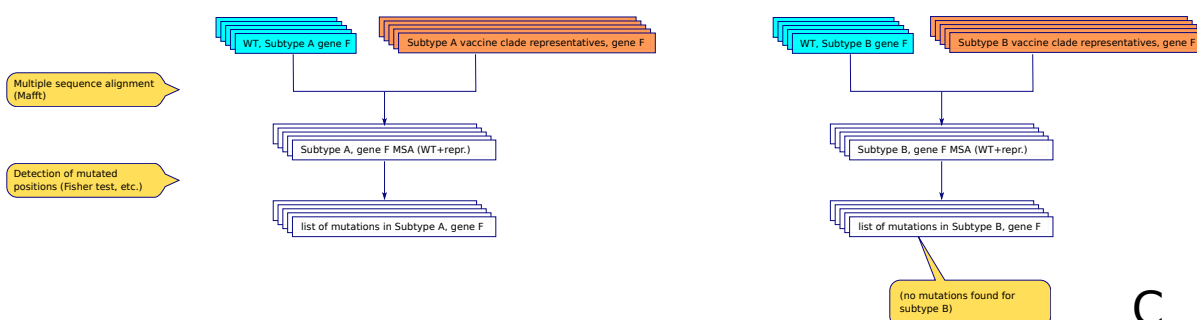 WT, Subtype A gene F
Subtype A vaccine clade representatives, gene F
WT, Subtype B gene F
Subtype B vaccine clade representatives, gene F
Multiple sequence alignment
(Mafft)
Subtype A, gene F MSA (WT+repr.)
Subtype B, gene F MSA (WT+repr.)
Detection of mutated
positions (Fisher test, etc.)
list of mutations in Subtype A, gene F
list of mutations in Subtype B, gene F
(no mutations found for
subtype B)
C